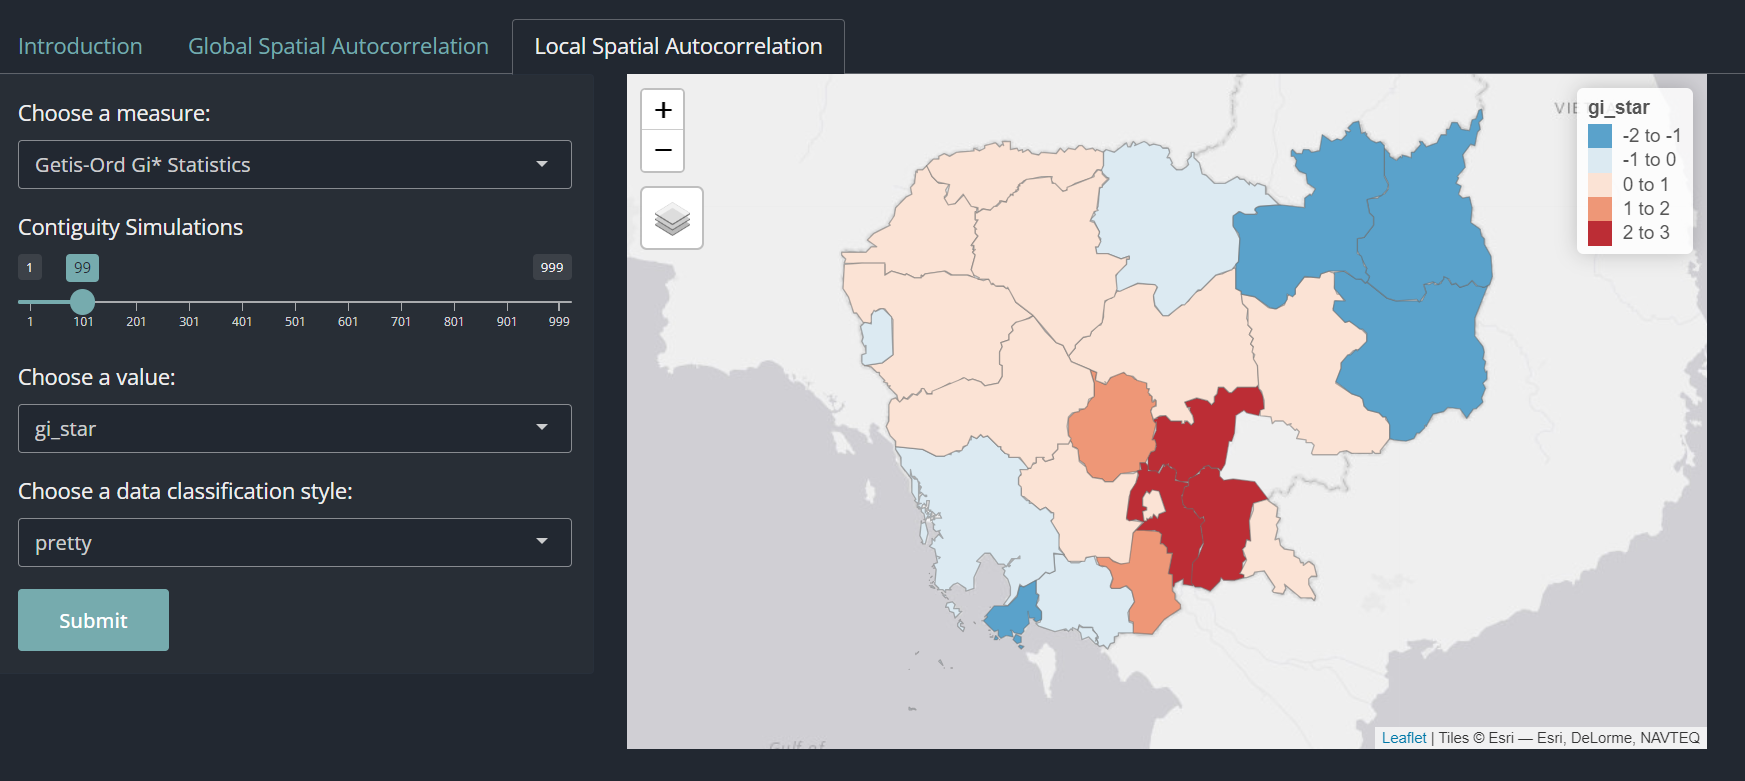 Introduction
Global Spatial Autocorrelation
Local Spatial Autocorrelation
Choose a measure:
Getis-Ord Gi* Statistics
Contiguity Simulations
1
99
999
1 101 201 301 401 501 601 701 801 901 999
Choose a value:
gi_star
Choose a data classification style:
pretty
Submit
+
−
VIE
gi_star
-2 to -1
-1 to 0
0 to 1
1 to 2
2 to 3
Gulf of
Leaflet | Tiles © Esri — Esri, DeLorme, NAVTEQ